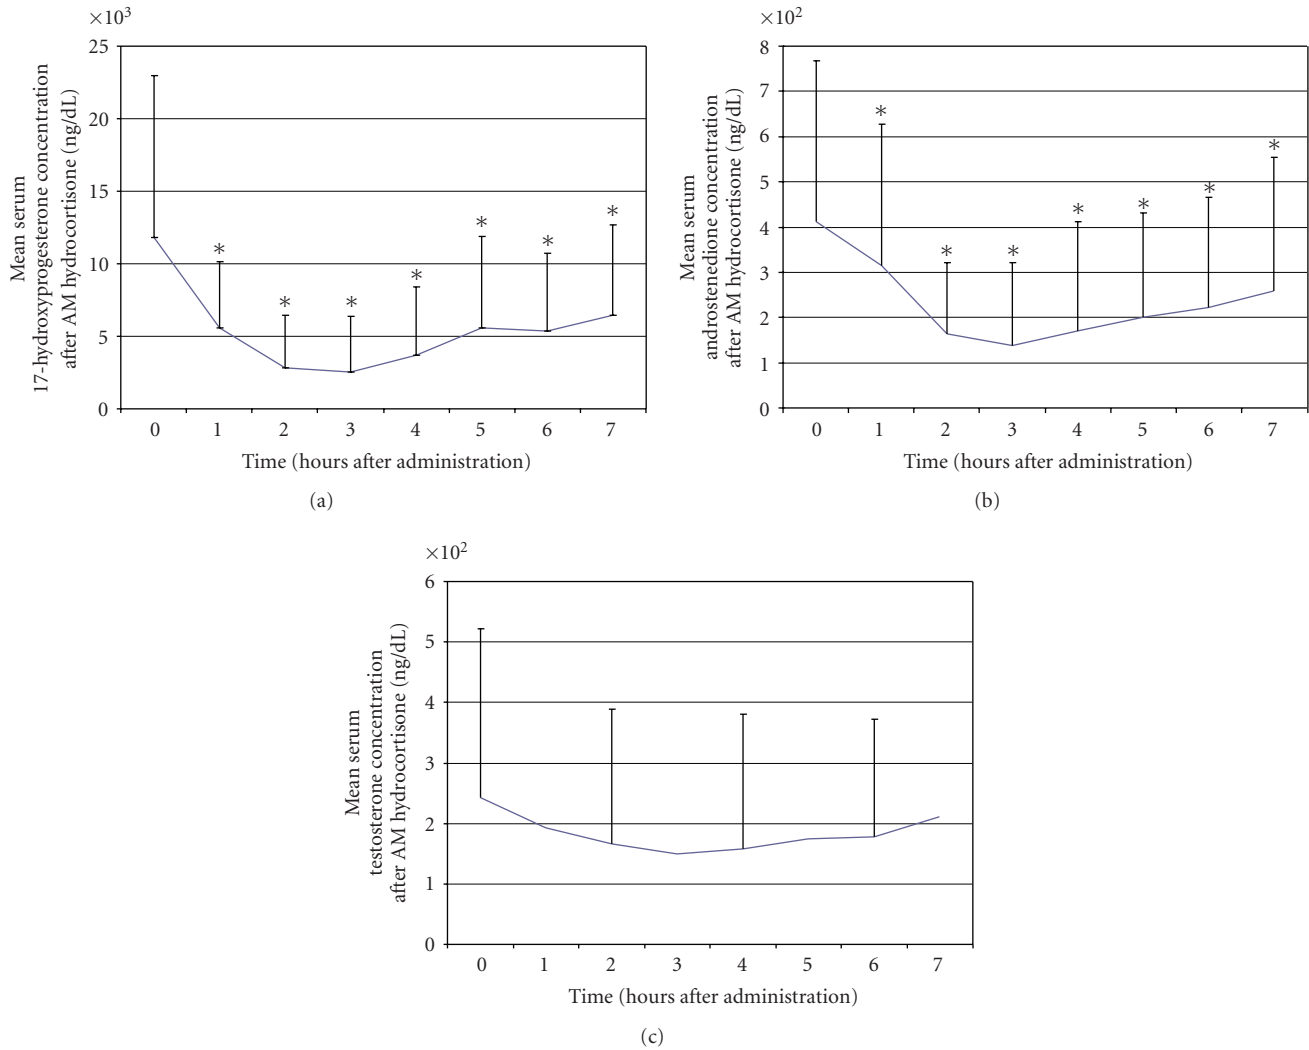 ×10³
25
20
15
10
5
0
Mean serum
17-hydroxyprogesterone concentration
after AM hydrocortisone (ng/dL)
* * * * * * *
0 1 2 3 4 5 6 7
Time (hours after administration)
(a)
×10²
8
7
6
5
4
3
2
1
0
Mean serum
androstenedione concentration
after AM hydrocortisone (ng/dL)
* * * * * * *
0 1 2 3 4 5 6 7
Time (hours after administration)
(b)
×10²
6
5
4
3
2
1
0
Mean serum
testosterone concentration
after AM hydrocortisone (ng/dL)
0 1 2 3 4 5 6 7
Time (hours after administration)
(c)